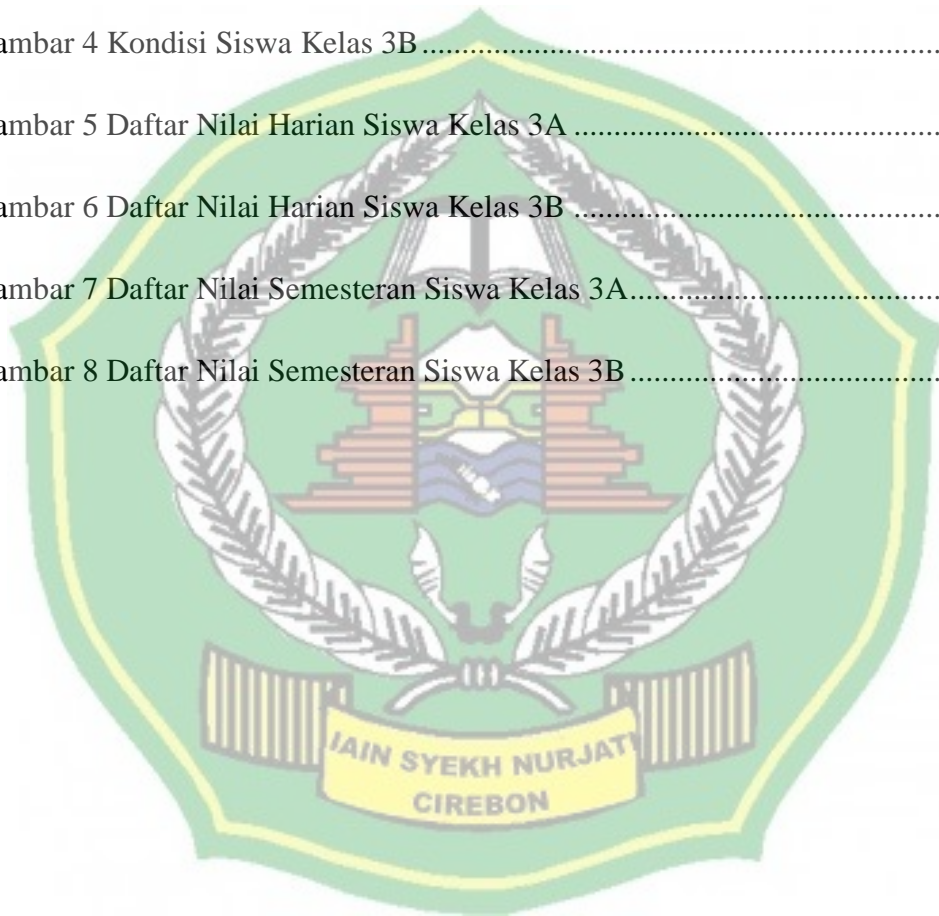 ambar 4 Kondisi Siswa Kelas 3B
ambar 5 Daftar Nilai Harian Siswa Kelas 3A
ambar 6 Daftar Nilai Harian Siswa Kelas 3B
ambar 7 Daftar Nilai Semesteran Siswa Kelas 3A
ambar 8 Daftar Nilai Semesteran Siswa Kelas 3B
IAIN SYEKH NURJATI
CIREBON